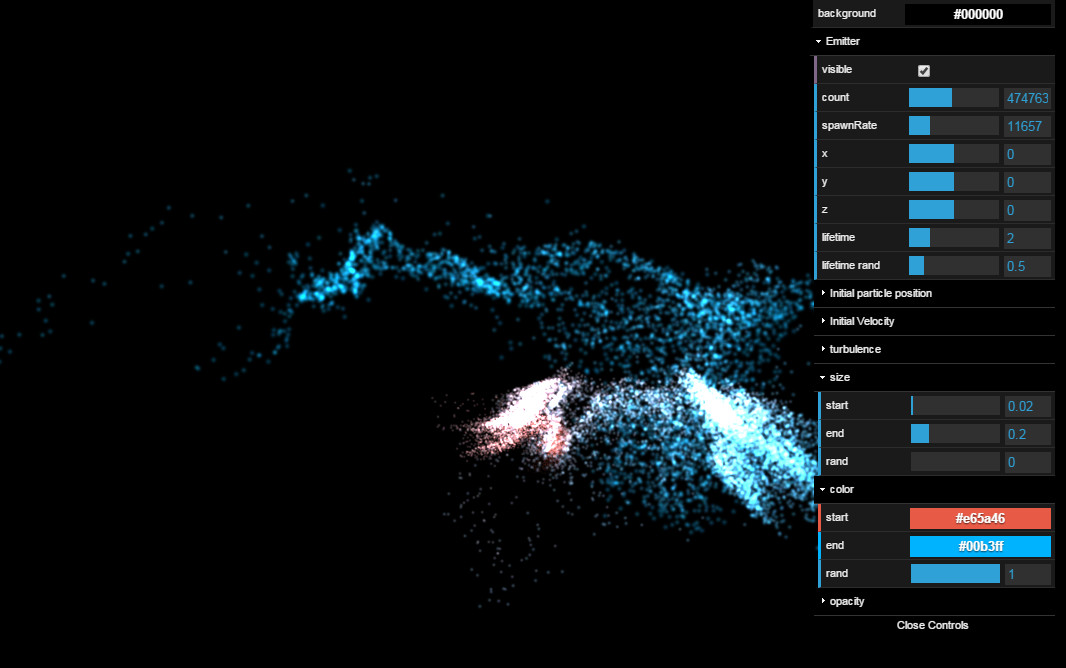 background #000000
Emitter
visible
count 474763
spawnRate 11657
x 0
y 0
z 0
lifetime 2
lifetime rand 0.5
Initial particle position
Initial Velocity
turbulence
size
start 0.02
end 0.2
rand 0
color
start #e65a46
end #00b3ff
rand 1
opacity
Close Controls